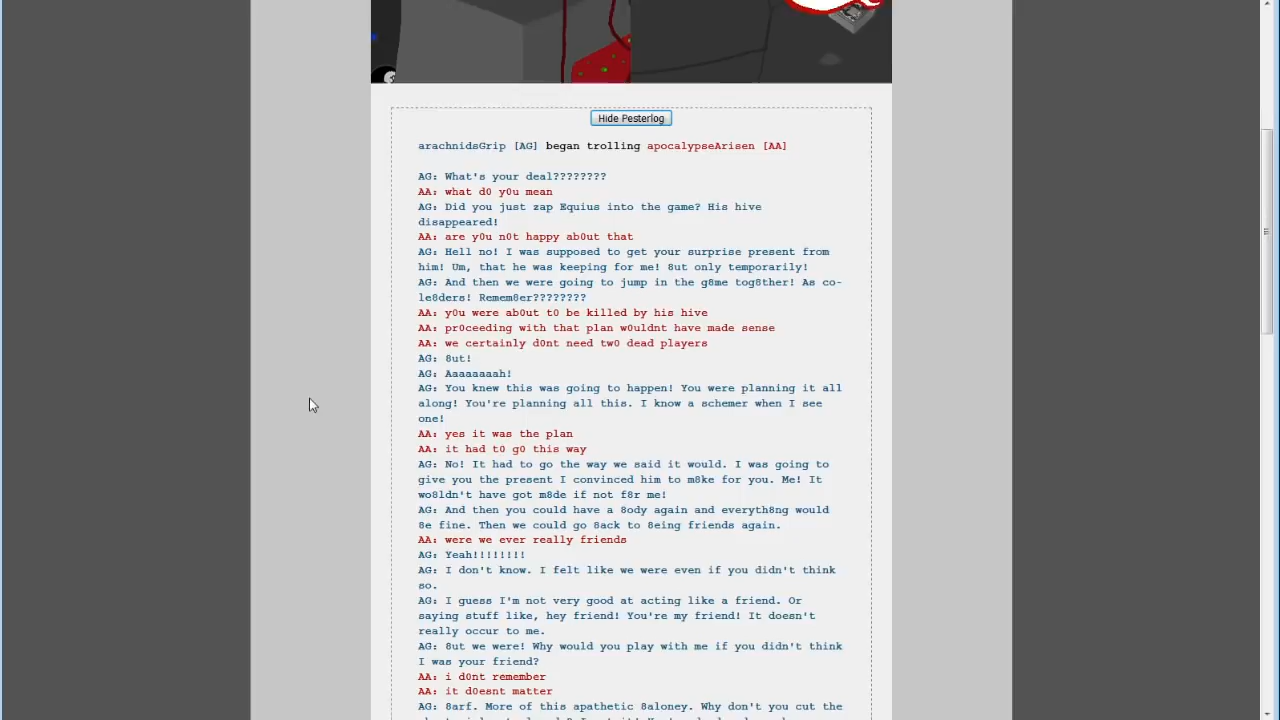 Hide Pesterlog
arachnidsGrip [AG] began trolling apocalypseArisen [AA]
AG: What's your deal????????
AA: what d0 y0u mean
AG: Did you just zap Equius into the game? His hive
disappeared!
AA: are y0u n0t happy ab0ut that
AG: Hell no! I was supposed to get your surprise present from
him! Um, that he was keeping for me! 8ut only temporarily!
AG: And then we were going to jump in the g8me tog8ther! As co-
le8ders! Remem8er????????
AA: y0u were ab0ut t0 be killed by his hive
AA: pr0ceeding with that plan w0uldnt have made sense
AA: we certainly d0nt need tw0 dead players
AG: 8ut!
AG: Aaaaaaaah!
AG: You knew this was going to happen! You were planning it all
along! You're planning all this. I know a schemer when I see
one!
AA: yes it was the plan
AA: it had t0 g0 this way
AG: No! It had to go the way we said it would. I was going to
give you the present I convinced him to m8ke for you. Me! It
wo8ldn't have got m8de if not f8r me!
AG: And then you could have a 8ody again and everyth8ng would
8e fine. Then we could go 8ack to 8eing friends again.
AA: were we ever really friends
AG: Yeah!!!!!!!!
AG: I don't know. I felt like we were even if you didn't think
so.
AG: I guess I'm not very good at acting like a friend. Or
saying stuff like, hey friend! You're my friend! It doesn't
really occur to me.
AG: 8ut we were! Why would you play with me if you didn't think
I was your friend?
AA: i d0nt remember
AA: it d0esnt matter
AG: 8arf. More of this apathetic 8aloney. Why don't you cut the